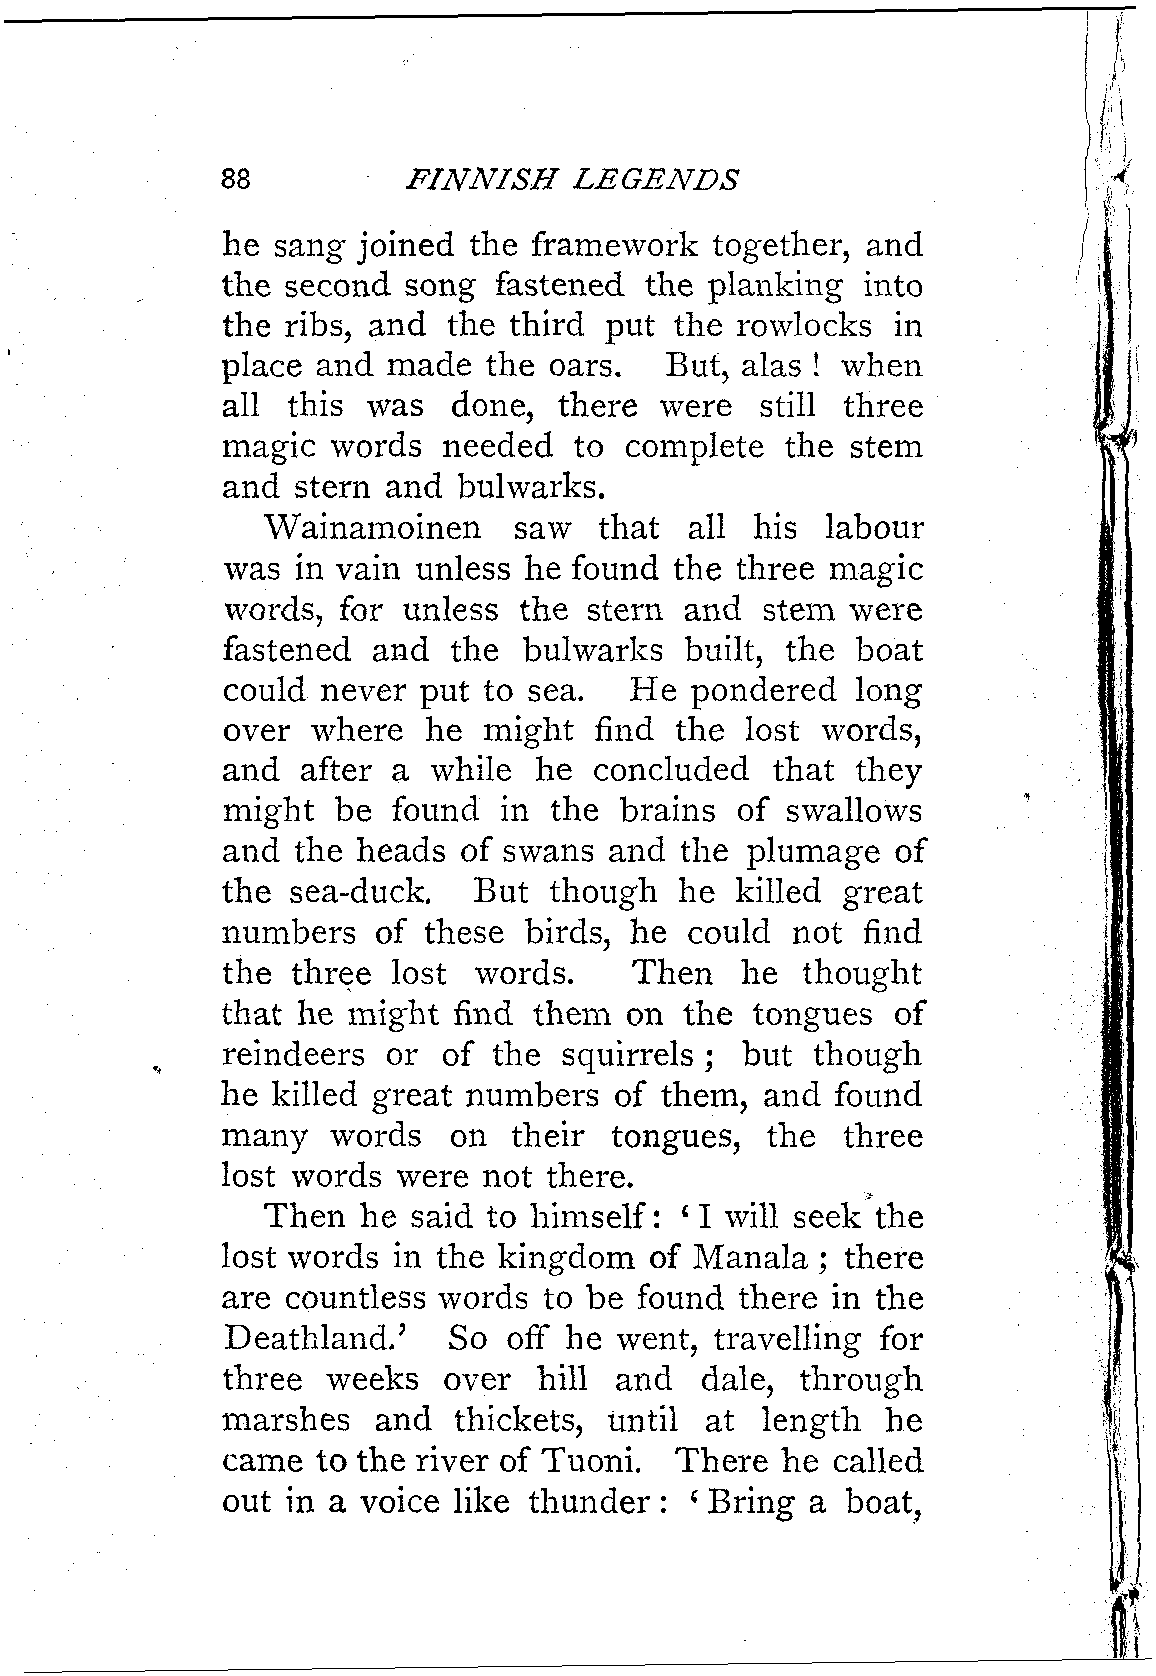 88 FINNISH LEGENDS
he sang joined the framework together, and
the second song fastened the planking into
the ribs, and the third put the rowlocks in
place and made the oars. But, alas ! when
all this was done, there were still three
magic words needed to complete the stem
and stern and bulwarks.
Wainamoinen saw that all his labour
was in vain unless he found the three magic
words, for unless the stern and stem were
fastened and the bulwarks built, the boat
could never put to sea. He pondered long
over where he might find the lost words,
and after a while he concluded that they
might be found in the brains of swallows
and the heads of swans and the plumage of
the sea-duck. But though he killed great
numbers of these birds, he could not find
the three lost words. Then he thought
that he might find them on the tongues of
reindeers or of the squirrels ; but though
he killed great numbers of them, and found
many words on their tongues, the three
lost words were not there.
Then he said to himself: ‘ I will seek the
lost words in the kingdom of Manala ; there
are countless words to be found there in the
Deathland.’ So off he went, travelling for
three weeks over hill and dale, through
marshes and thickets, until at length he
came to the river of Tuoni. There he called
out in a voice like thunder : ‘ Bring a boat,